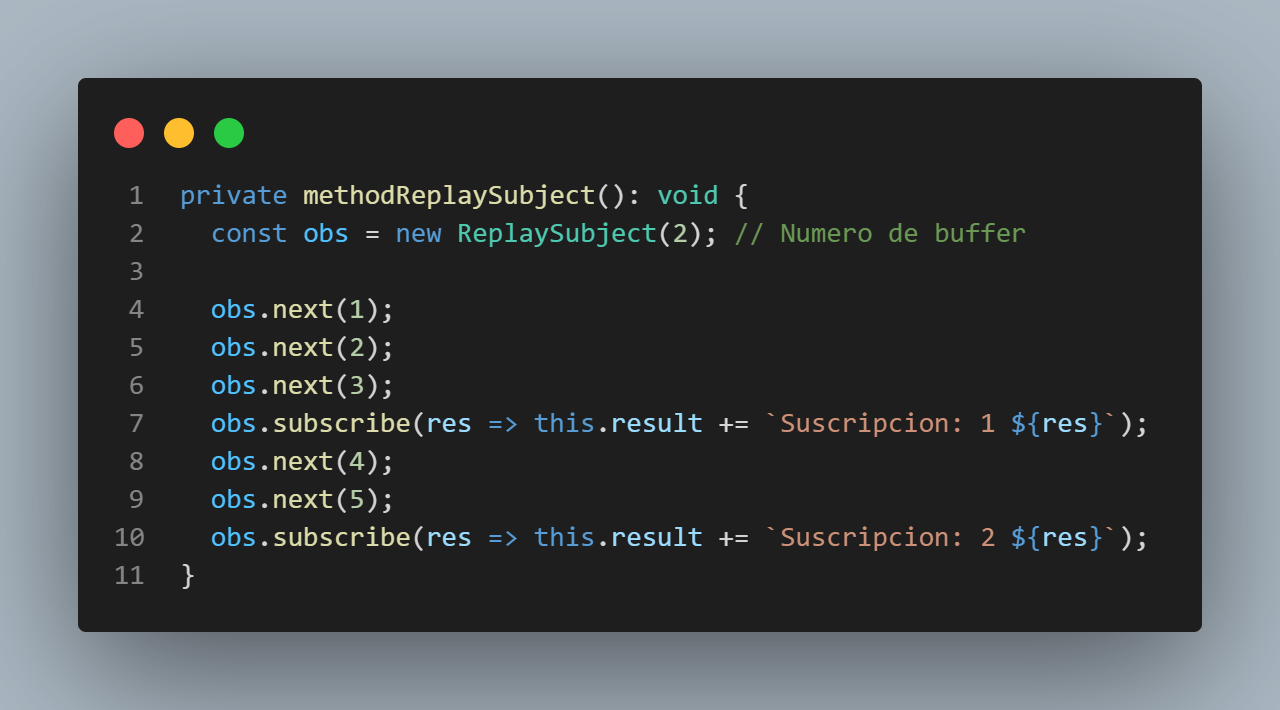 1 private methodReplaySubject(): void {
2   const obs = new ReplaySubject(2); // Numero de buffer
3
4   obs.next(1);
5   obs.next(2);
6   obs.next(3);
7   obs.subscribe(res => this.result += `Suscripcion: 1 ${res}`);
8   obs.next(4);
9   obs.next(5);
10   obs.subscribe(res => this.result += `Suscripcion: 2 ${res}`);
11 }